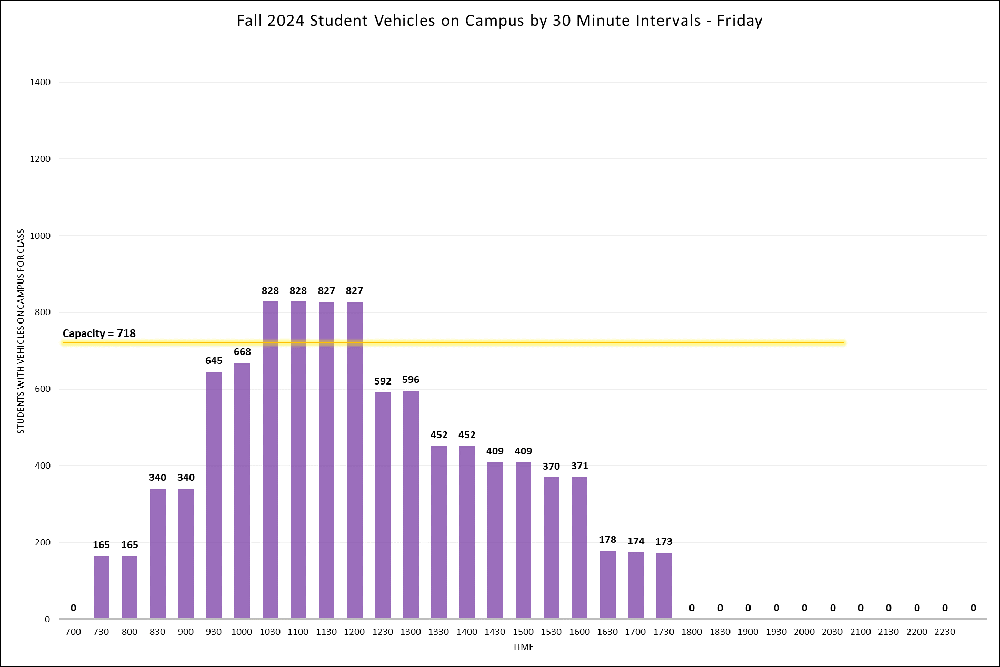 Fall 2024 Student Vehicles on Campus by 30 Minute Intervals - Friday
STUDENTS WITH VEHICLES ON CAMPUS FOR CLASS
1400
1200
1000
800
600
400
200
0
Capacity = 718
0 165 165 340 340 645 668 828 828 827 827 592 596 452 452 409 409 370 371 178 174 173 0 0 0 0 0 0 0 0 0 0 0
700 730 800 830 900 930 1000 1030 1100 1130 1200 1230 1300 1330 1400 1430 1500 1530 1600 1630 1700 1730 1800 1830 1900 1930 2000 2030 2100 2130 2200 2230
TIME